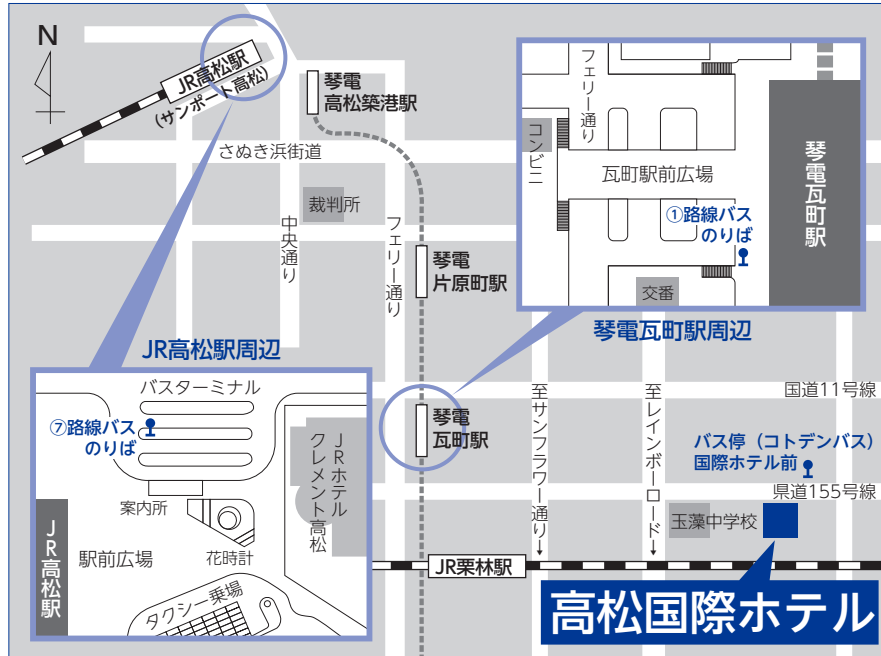 N
JR高松駅
(サンポート高松)
琴電
高松築港駅
さぬき浜街道
裁判所
中央通り
フェリー通り
琴電
片原町駅
フェリー通り
コンビニ
瓦町駅前広場
①路線バス
のりば
琴電瓦町駅
交番
琴電瓦町駅周辺
JR高松駅周辺
バスターミナル
⑦路線バス
のりば
JRホテル
クレメント高松
案内所
花時計
JR高松駅
駅前広場
タクシー乗場
琴電
瓦町駅
国道11号線
至サンフラワー通り→
至レインボーロード→
バス停（コトデンバス）
国際ホテル前
県道155号線
玉藻中学校
JR栗林駅
高松国際ホテル